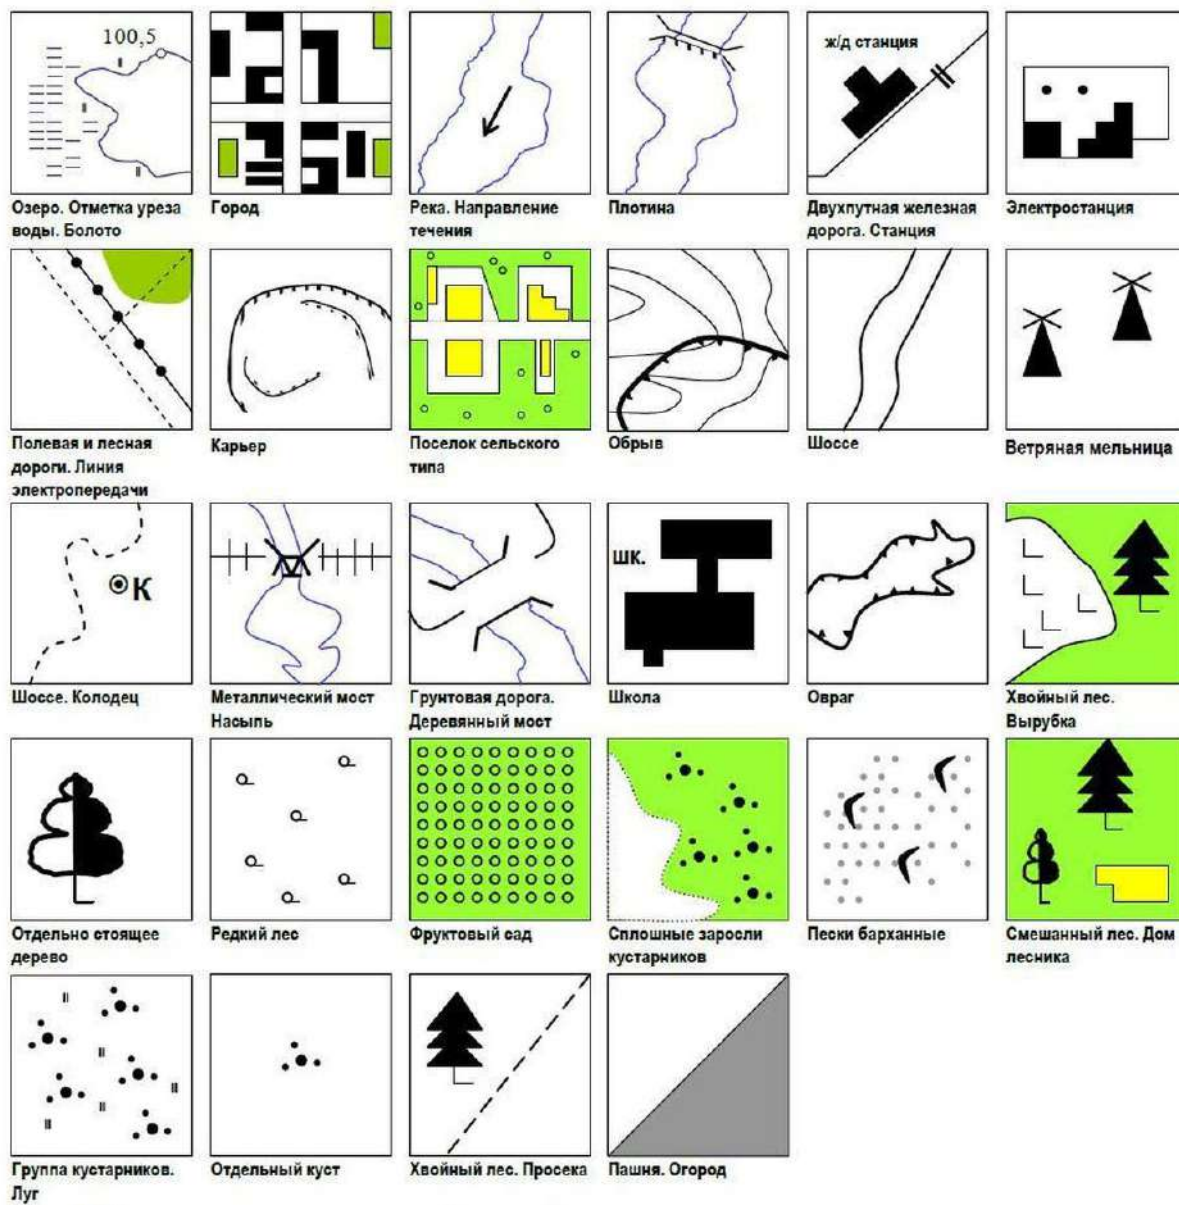 100,5
ж/д станция
Озеро. Отметка уреза
воды. Болото
Город
Река. Направление
течения
Плотина
Двухпутная железная
дорога. Станция
Электростанция
Полевая и лесная
дороги. Линия
электропередачи
Карьер
Поселок сельского
типа
Обрыв
Шоссе
Ветряная мельница
К
шк.
Шоссе. Колодец
Металлический мост
Насыпь
Грунтовая дорога.
Деревянный мост
Школа
Овраг
Хвойный лес.
Вырубка
Отдельно стоящее
дерево
Редкий лес
Фруктовый сад
Сплошные заросли
кустарников
Пески барханные
Смешанный лес. Дом
лесника
Группа кустарников.
Луг
Отдельный куст
Хвойный лес. Просека
Пашня. Огород